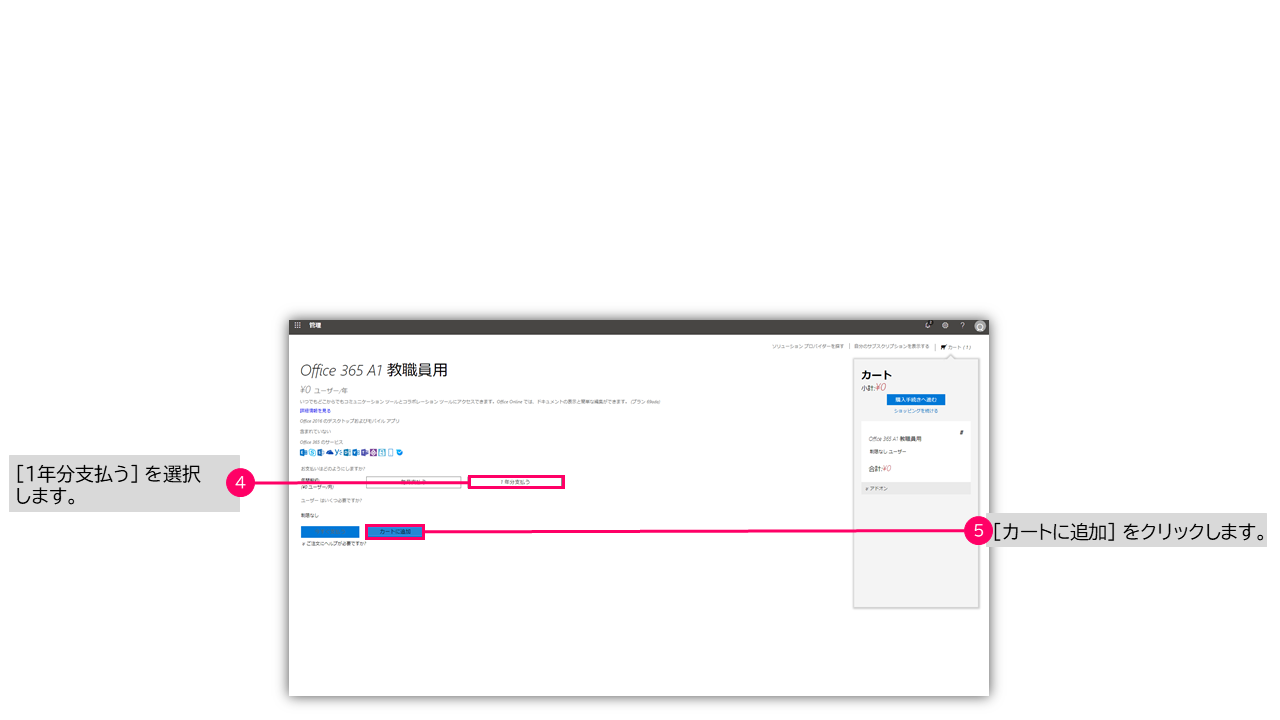 管理
ソリューション プロバイダーを探す | 自分のサブスクリプションを表示する | カート (1)
Office 365 A1 教職員用
¥0 ユーザー/年
いつでもどこからでもコミュニケーション ツールとコラボレーション ツールにアクセスできます。Office Online では、ドキュメントの表示と簡単な編集ができます。
詳細情報を見る
Office 2016 のデスクトップおよびモバイル アプリ
含まれていない
Office 365 のサービス
お支払いはどのようにしますか?
(¥0 ユーザー/月)
1 年分支払う
ユーザー はいくつ必要ですか?
制限なし
カートに追加
ご注文にヘルプが必要ですか?
カート
小計:¥0
購入手続きへ進む
ショッピングを続ける
Office 365 A1 教職員用
制限なし ユーザー
合計:¥0
アドオン
[1年分支払う] を選択
します。
4
5
[カートに追加] をクリックします。